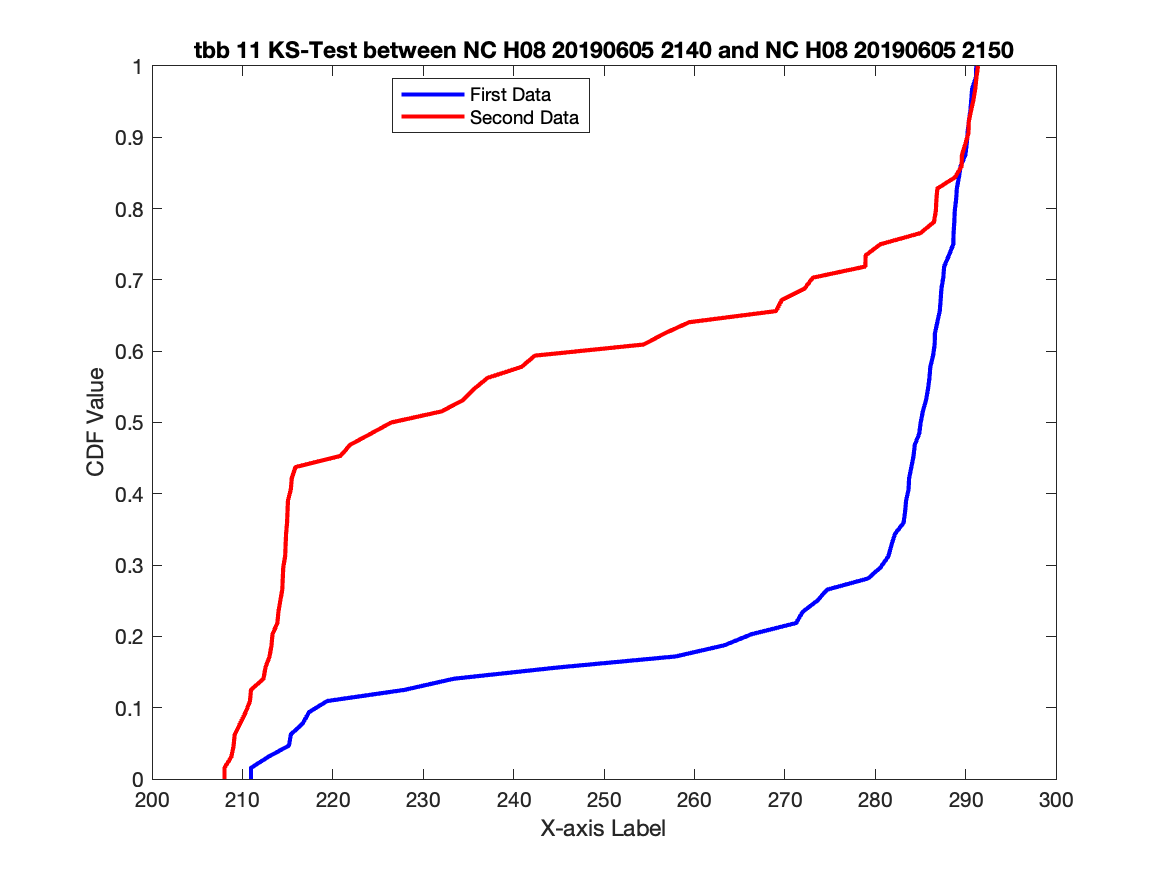 tbb 11 KS-Test between NC H08 20190605 2140 and NC H08 20190605 2150
First Data
Second Data
1
0.9
0.8
0.7
0.6
0.5
0.4
0.3
0.2
0.1
0
CDF Value
200 210 220 230 240 250 260 270 280 290 300
X-axis Label